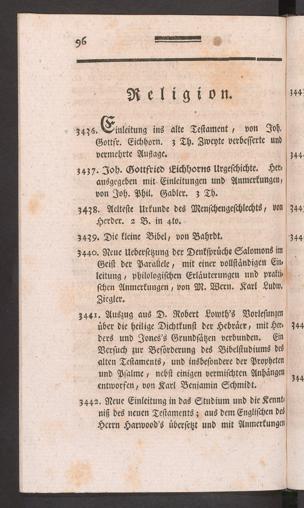 96
Religion.
3436. Einleitung ins alte Testament, von Joh.
Gottfr. Eichhorn. 3 Th. Zweyte verbesserte und
vermehrte Auflage.
3437. Joh. Gottfried Eichhorns Urgeschichte. Her-
ausgegeben mit Einleitungen und Anmerkungen,
von Joh. Phil. Gabler. 3 Th.
3438. Aelteste Urkunde des Menschengeschlechts, von
Herder. 2 B. in 4to.
3439. Die kleine Bibel, von Bahrdt.
3440. Neue Uebersetzung der Denksprüche Salomons im
Geist der Parallele, mit einer vollständigen Ein-
leitung, philologischen Erläuterungen und prakti-
schen Anmerkungen, von M. Wern. Karl Ludw.
Ziegler.
3441. Auszug aus D. Robert Lowth's Vorlesungen
über die heilige Dichtkunst der Hebräer, mit Her-
ders und Jones's Grundsätzen verbunden. Ein
Versuch zur Beförderung des Bibelstudiums des
alten Testaments, und insbesondere der Propheten
und Psalme, nebst einigen vermischten Anhängen
entworfen, von Karl Benjamin Schmidt.
3442. Neue Einleitung in das Studium und die Kennt-
niß des neuen Testaments; aus dem Englischen des
Herrn Harwood's übersetzt und mit Anmerkungen